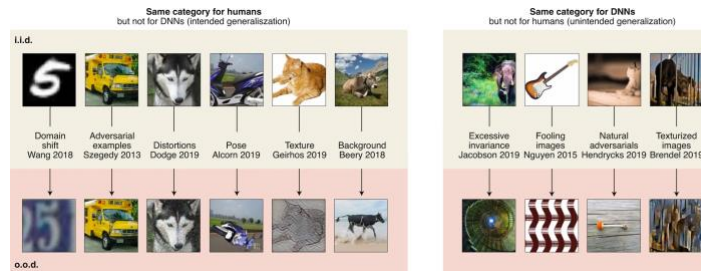 Same category for humans
but not for DNNs (intended generaliszation)
Same category for DNNs
but not for humans (unintended generalization)
i.i.d.
5
Domain
shift
Wang 2018
Adversarial
examples
Szegedy 2013
Distortions
Dodge 2019
Pose
Alcorn 2019
Texture
Geirhos 2019
Background
Beery 2018
Excessive
invariance
Jacobson 2019
Fooling
images
Nguyen 2015
Natural
adversarials
Hendrycks 2019
Texturized
images
Brendel 2019
25
o.o.d.